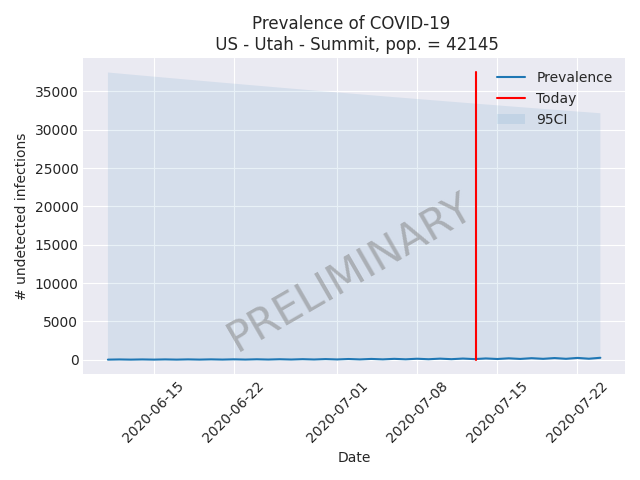 Prevalence of COVID-19
US - Utah - Summit, pop. = 42145
Prevalence
Today
95CI
35000
30000
25000
20000
15000
10000
5000
0
# undetected infections
PRELIMINARY
2020-06-15
2020-06-22
2020-07-01
2020-07-08
2020-07-15
2020-07-22
Date